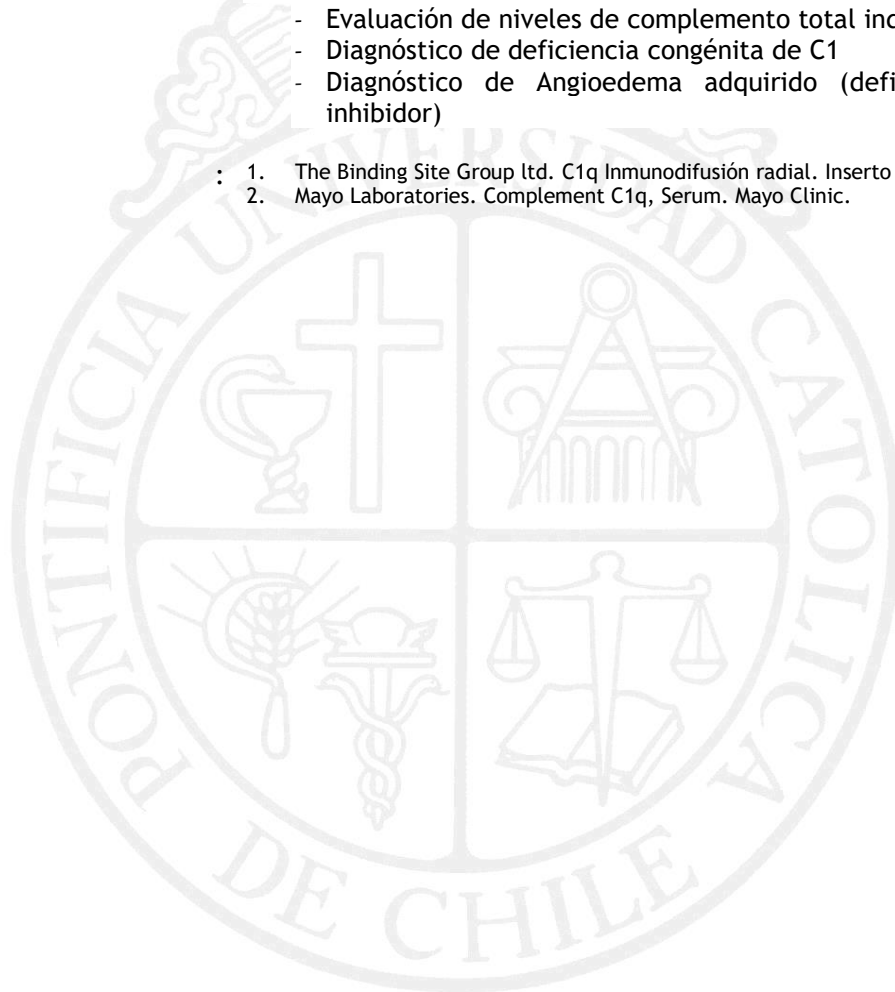 - Evaluación de niveles de complemento total
- Diagnóstico de deficiencia congénita de C1
- Diagnóstico de Angioedema adquirido
inhibidor)
: 1. The Binding Site Group ltd. C1q Inmunodifusión radial. Inserto
2. Mayo Laboratories. Complement C1q, Serum. Mayo Clinic.
PONTIFICIA UNIVERSIDAD CATOLICA
DE CHILE